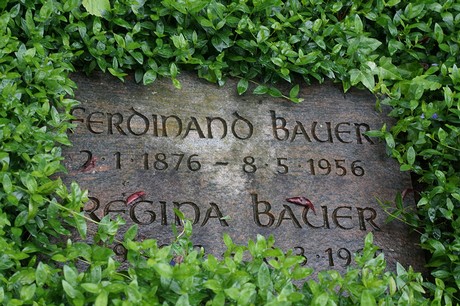 FERDINAND BAUER
2·1·1876 – 8·5·1956
REGINA BAUER